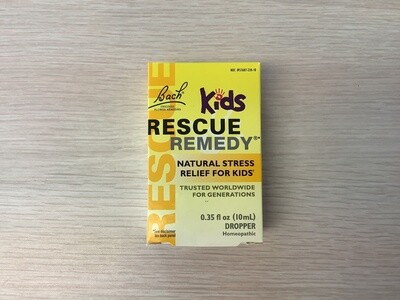 Bach
Kids
RESCUE
RESCUE
REMEDY®
NATURAL STRESS
RELIEF FOR KIDS
TRUSTED WORLDWIDE
FOR GENERATIONS
0.35 fl oz (10mL)
DROPPER
Homeopathic